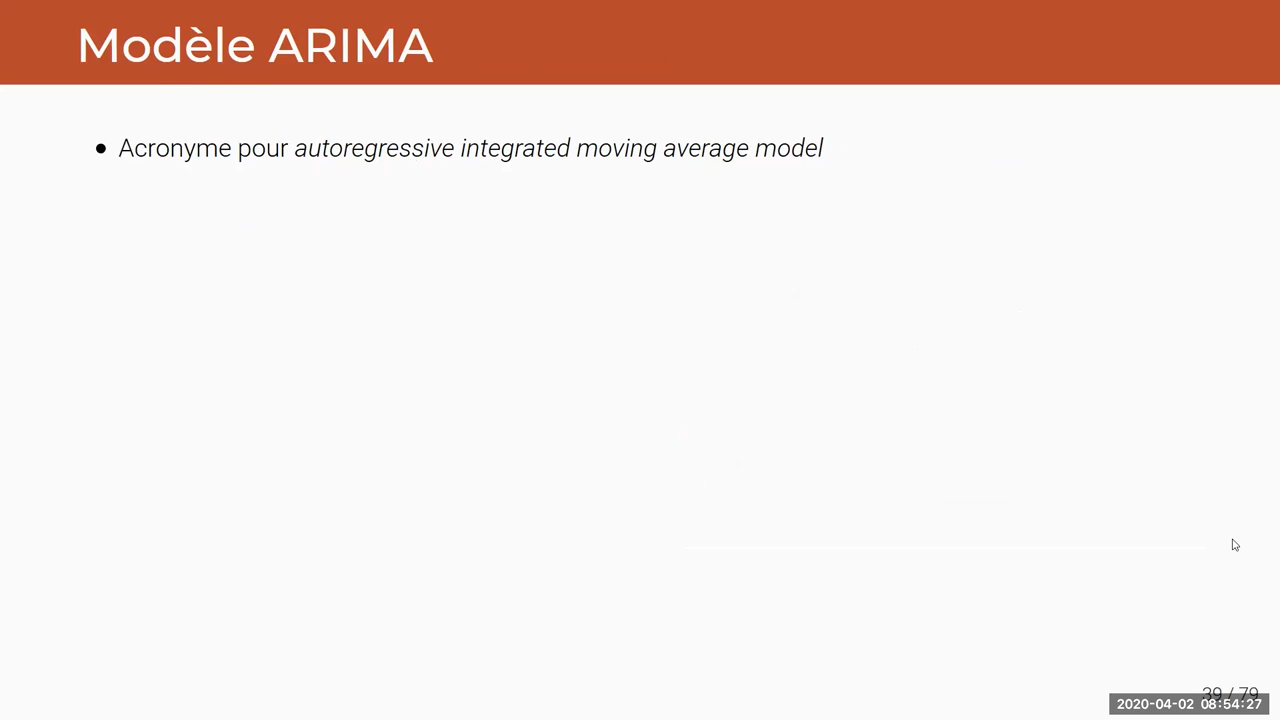 Modèle ARIMA
Acronyme pour autoregressive integrated moving average model
39 / 79
2020-04-02 08:54:27